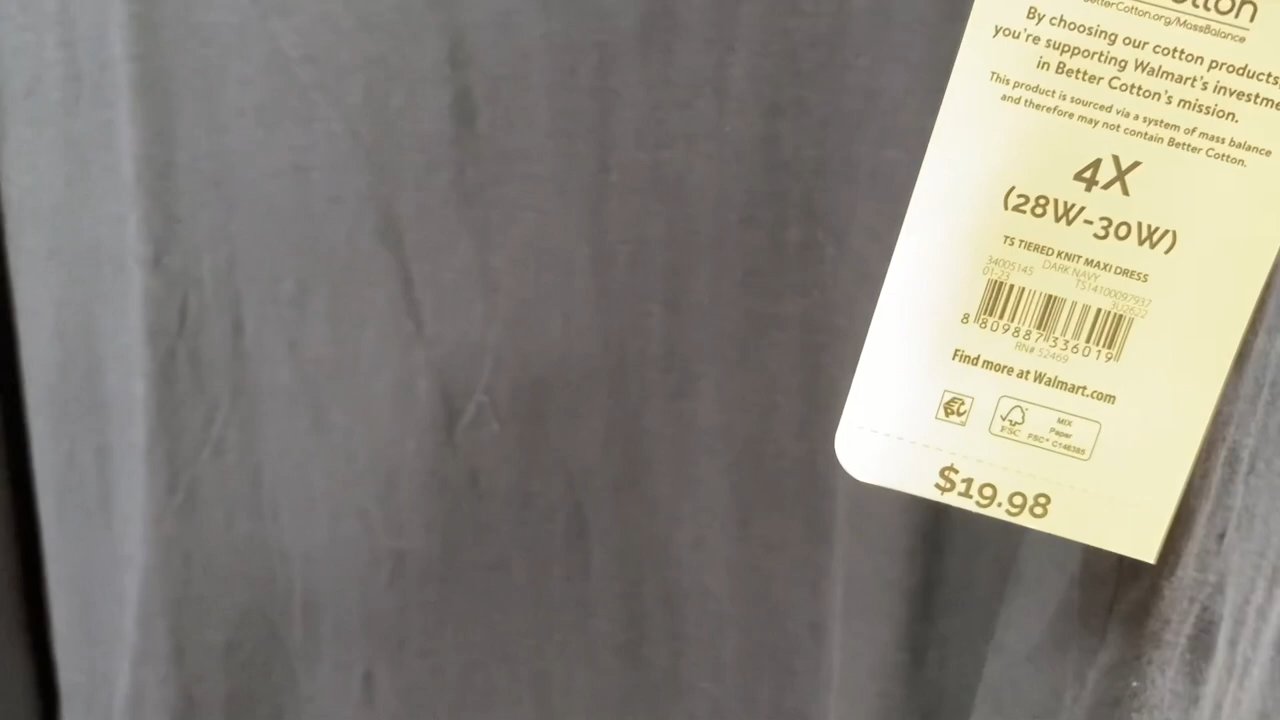 BetterCotton.org/MassBalance
By choosing our cotton products,
you're supporting Walmart's
in Better Cotton's mission.
This product is sourced via a system of mass balance
and therefore may not contain Better Cotton.
4X
(28W-30W)
TS TIERED KNIT MAXI DRESS
34005145 DARK NAVY TS14100097937
01-23 3U2622
8 809887 336019
RN# 52469
Find more at Walmart.com
FSC
MIX
Paper
FSC® C146385
$19.98